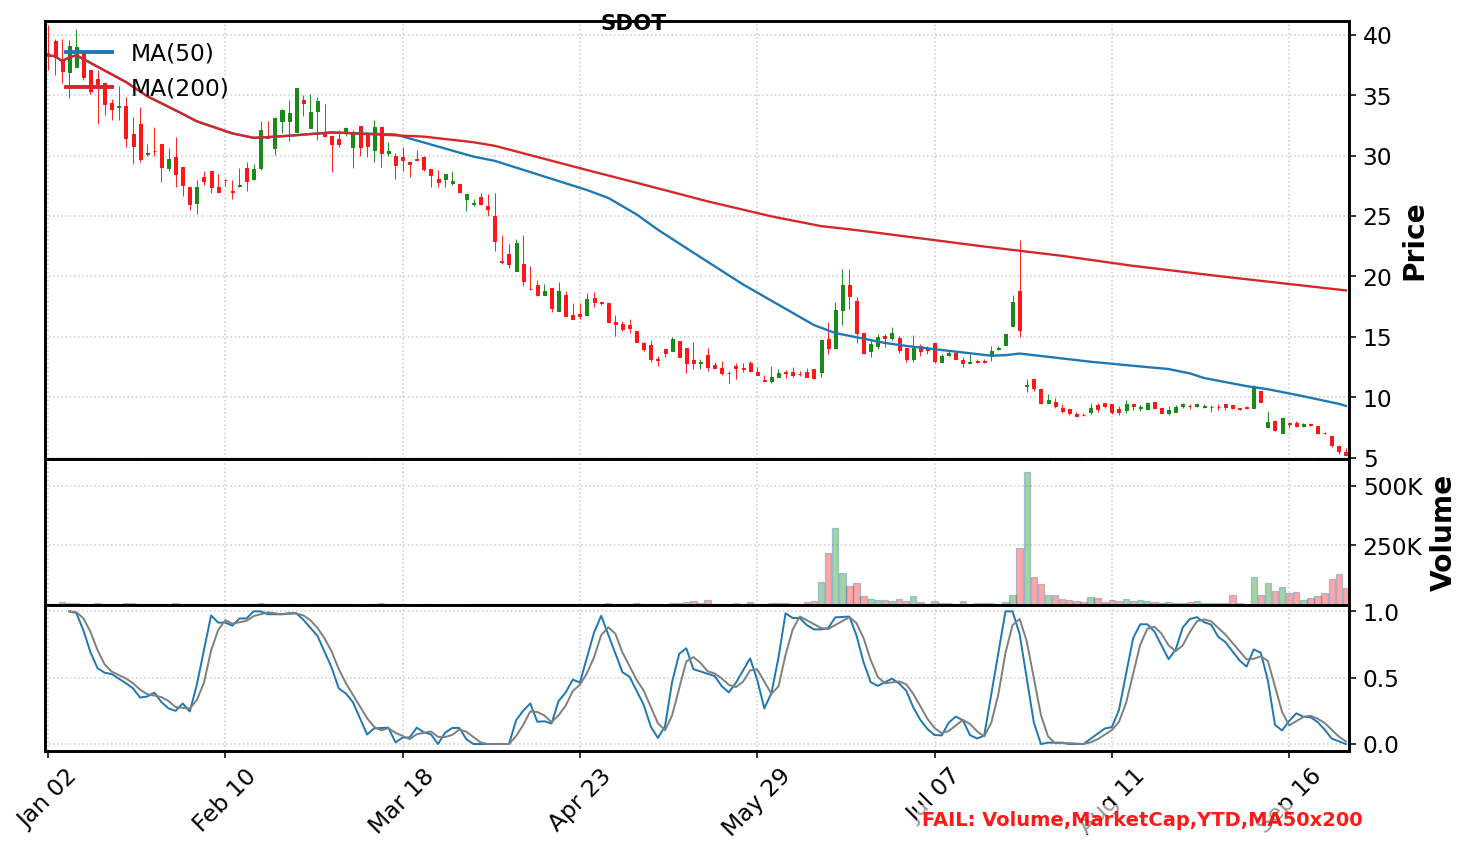 SDOT
MA(50)
MA(200)
40
35
30
25
20
15
10
5
Price
500K
250K
Volume
1.0
0.5
0.0
Jan 02
Feb 10
Mar 18
Apr 23
May 29
Jul 07
Aug 11
Sep 16
FAIL: Volume,MarketCap,YTD,MA50x200